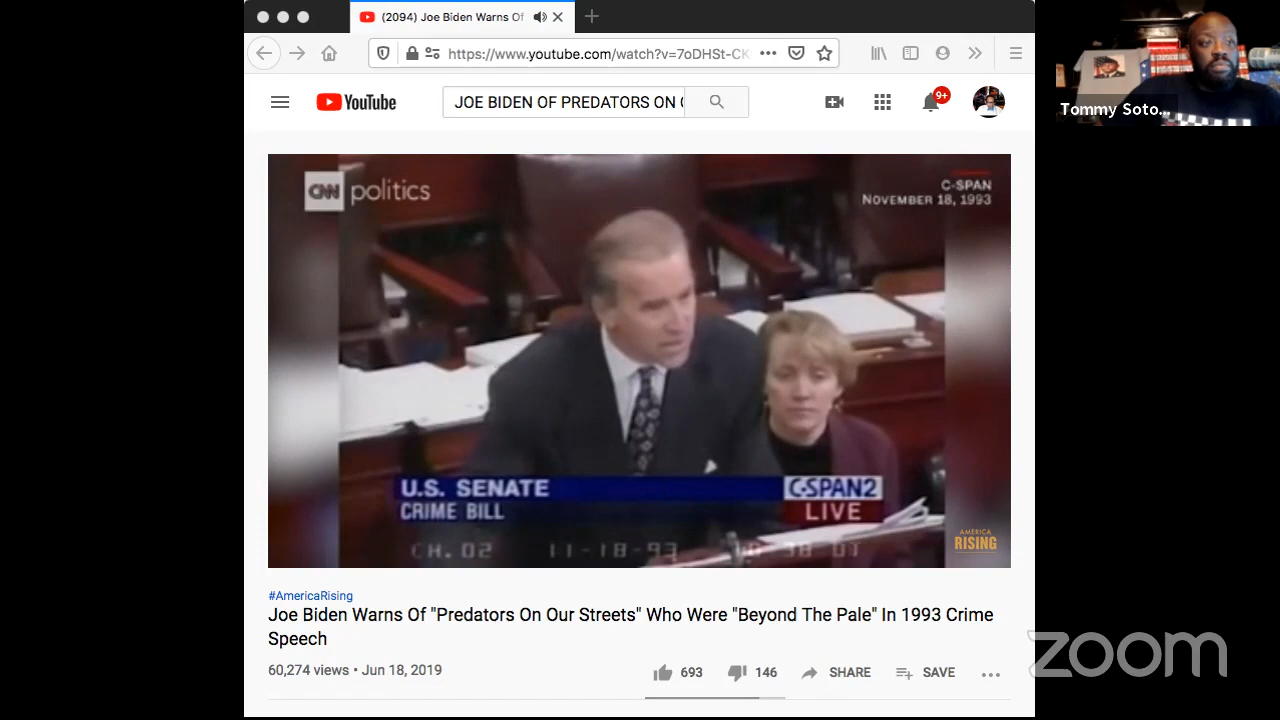 (2094) Joe Biden Warns Of
https://www.youtube.com/watch?v=7oDHSt-CK
YouTube
JOE BIDEN OF PREDATORS ON
9+
Tommy Soto...
CNN politics
C-SPAN
NOVEMBER 18, 1993
U.S. SENATE
C-SPAN2
CRIME BILL
LIVE
CH. 02 11-18-93
AMERICA
RISING
#AmericaRising
Joe Biden Warns Of "Predators On Our Streets" Who Were "Beyond The Pale" In 1993 Crime
Speech
60,274 views • Jun 18, 2019
693 146 SHARE SAVE
zoom